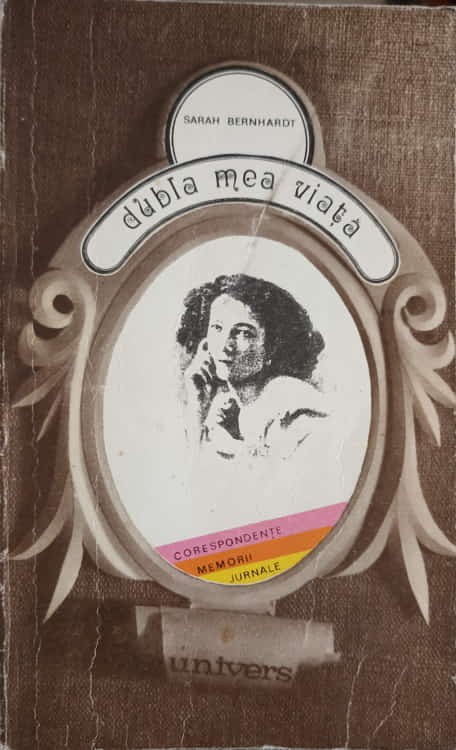 SARAH BERNHARDT
dubla mea viață
CORESPONDENȚE
MEMORII
JURNALE
univers